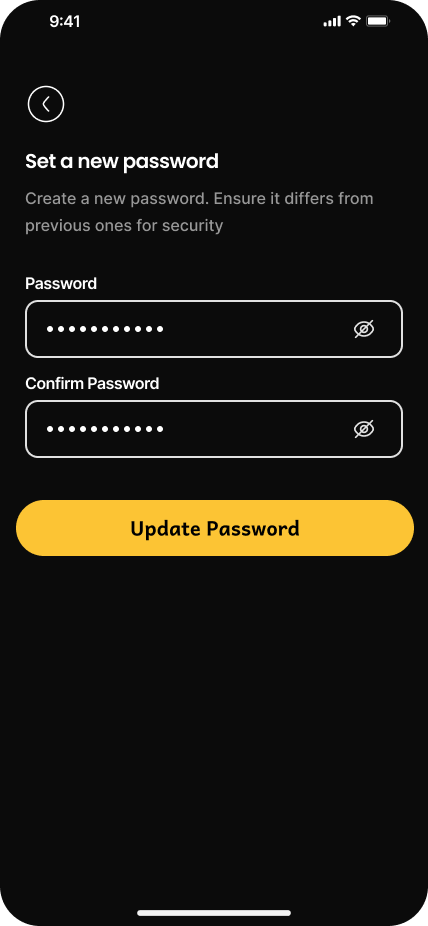 9:41
Set a new password
Create a new password. Ensure it differs from
previous ones for security
Password
•••••••••••
Confirm Password
•••••••••••
Update Password